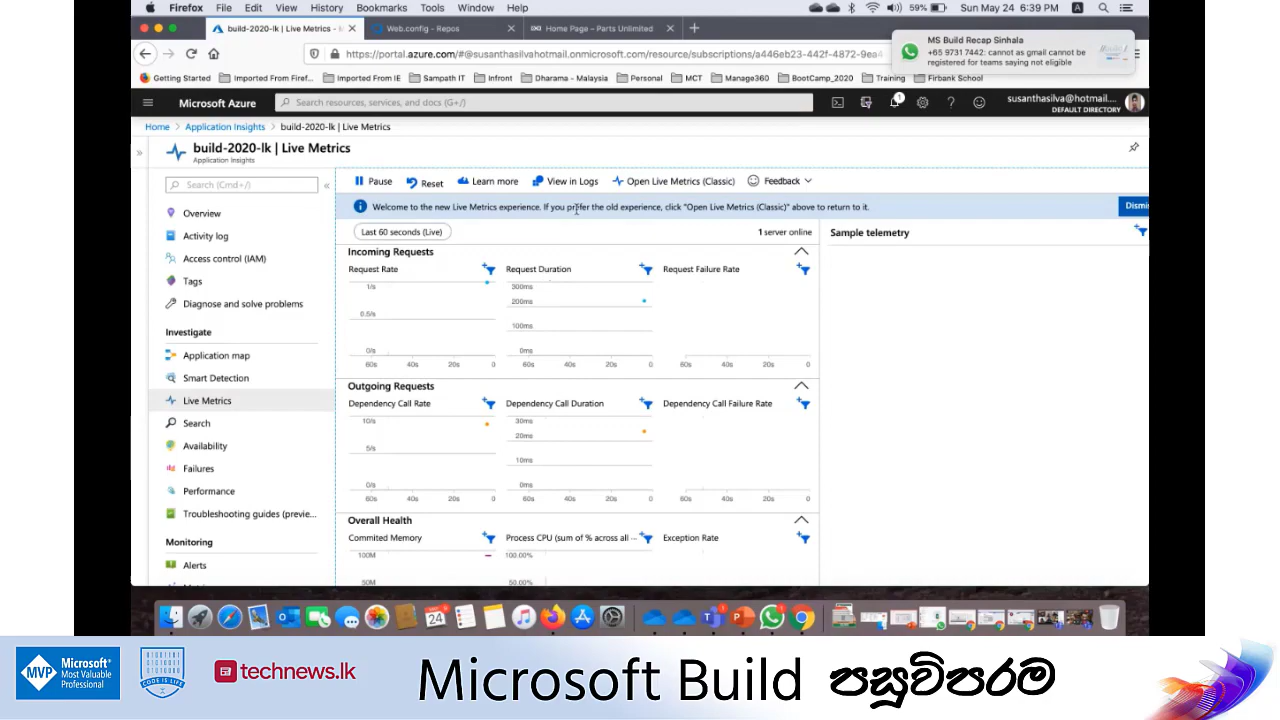 Firefox File Edit View History Bookmarks Tools Window Help 59% Sun May 24 6:39 PM A
build-2020-lk | Live Metrics - × Web.config - Repos × Home Page - Parts Unlimited × +
https://portal.azure.com/#@susanthasilvahotmail.onmicrosoft.com/resource/subscriptions/a446eb23-442f-4872-9ea4
MS Build Recap Sinhala
+65 9731 7442: cannot as gmail cannot be
registered for teams saying not eligible
Getting Started Imported From Firef... Imported From IE Sampath IT Infront Dharama - Malaysia Personal MCT Manage360 BootCamp_2020 Training Firbank School
Microsoft Azure Search resources, services, and docs (G+/) 1 susanthasilva@hotmail....
DEFAULT DIRECTORY
Home > Application Insights > build-2020-lk | Live Metrics
build-2020-lk | Live Metrics
Application Insights
Search (Cmd+/) «
Overview
Activity log
Access control (IAM)
Tags
Diagnose and solve problems
Investigate
Application map
Smart Detection
Live Metrics
Search
Availability
Failures
Performance
Troubleshooting guides (previe...
Monitoring
Alerts
Pause Reset Learn more View in Logs Open Live Metrics (Classic) Feedback
Welcome to the new Live Metrics experience. If you prefer the old experience, click "Open Live Metrics (Classic)" above to return to it. Dismi
Last 60 seconds (Live) 1 server online
Incoming Requests
Request Rate Request Duration Request Failure Rate
1/s 300ms
200ms
0.5/s
100ms
0/s 0ms
60s 40s 20s 0 60s 40s 20s 0 60s 40s 20s 0
Outgoing Requests
Dependency Call Rate Dependency Call Duration Dependency Call Failure Rate
10/s 30ms
20ms
5/s
10ms
0/s 0ms
60s 40s 20s 0 60s 40s 20s 0 60s 40s 20s 0
Overall Health
Commited Memory Process CPU (sum of % across all ... Exception Rate
100M 100.00%
50M 50.00%
Sample telemetry
24
MVP Microsoft
Most Valuable
Professional
CODE IS LIFE
technews.lk
Microsoft Build පසුවිපරම